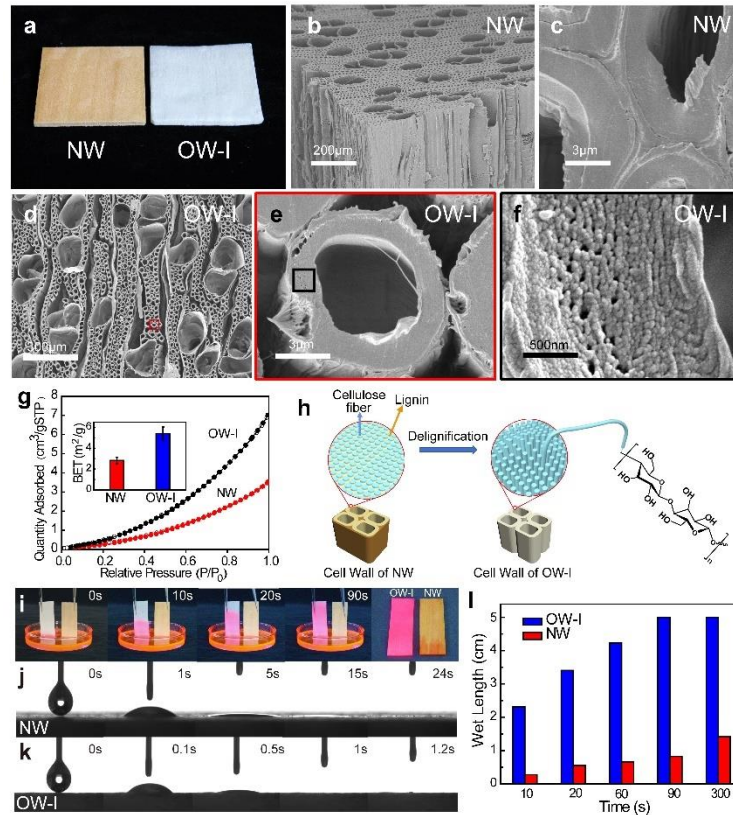 a
NW
OW-I
b
NW
200μm
c
NW
3μm
d
OW-I
300μm
e
OW-I
3μm
f
OW-I
500nm
g
Quantity Adsorbed (cm³/gSTP)
8
7
6
5
4
3
2
1
0
0.0 0.2 0.4 0.6 0.8 1.0
Relative Pressure (P/P₀)
BET (m²/g)
6
4
2
0
NW OW-I
OW-I
NW
h
Cellulose
fiber
Lignin
Delignification
Cell Wall of NW
Cell Wall of OW-I
HO
OH
O
n
i
0s
10s
20s
90s
OW-I NW
j
0s
1s
5s
15s
24s
NW
k
0s
0.1s
0.5s
1s
1.2s
OW-I
l
OW-I
NW
Wet Length (cm)
6
5
4
3
2
1
0
10 20 60 90 300
Time (s)